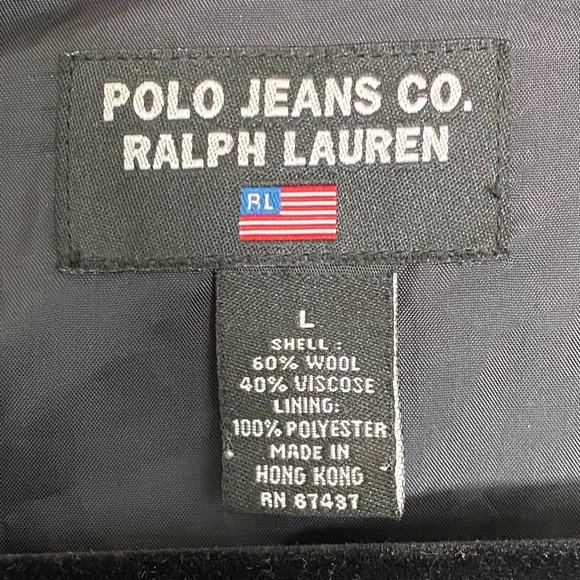 POLO JEANS CO.
RALPH LAUREN
RL
L
SHELL :
60% WOOL
40% VISCOSE
LINING:
100% POLYESTER
MADE IN
HONG KONG
RN 67437